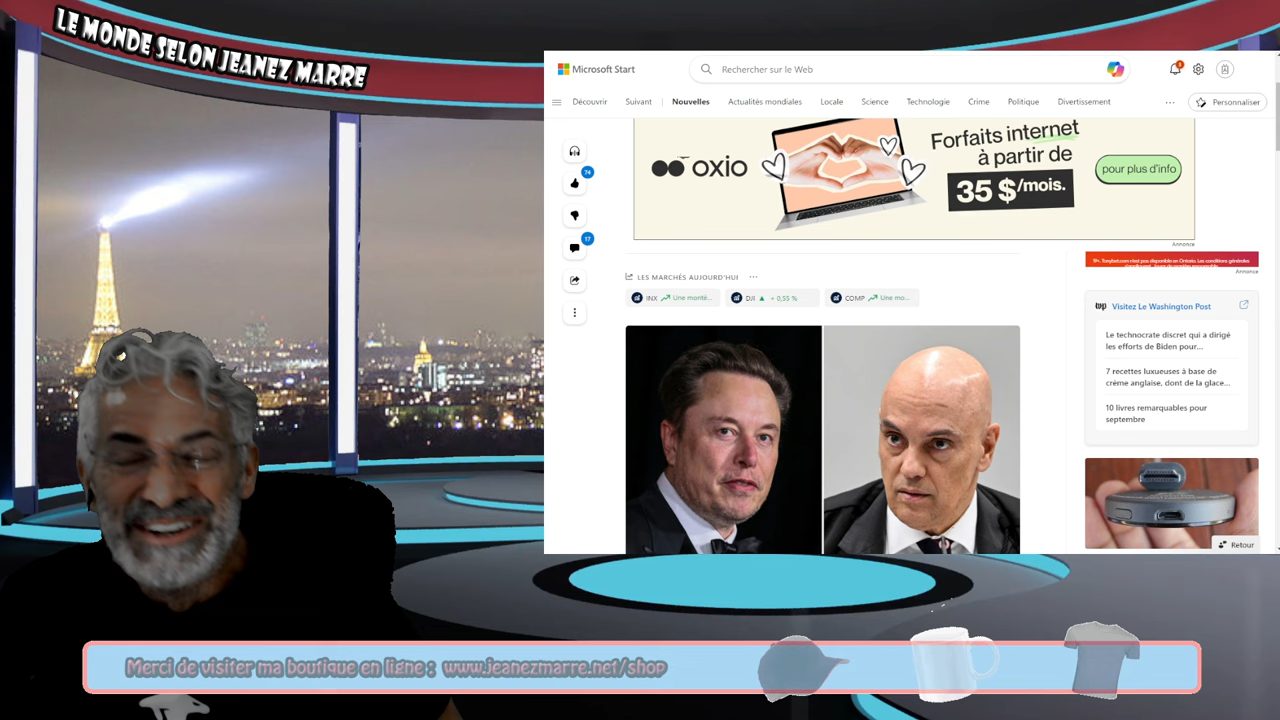 LE MONDE SELON JEANEZ MARRE
Microsoft Start
Rechercher sur le Web
Découvrir
Suivant
Nouvelles
Actualités mondiales
Locale
Science
Technologie
Crime
Politique
Divertissement
Personnaliser
74
17
oxio
Forfaits internet
à partir de
35 $/mois.
pour plus d'info
Annonce
LES MARCHÉS AUJOURD'HUI
INX
Une monté...
DJI
+ 0,55 %
COMP
Une mo...
Annonce
wp
Visitez Le Washington Post
Le technocrate discret qui a dirigé
les efforts de Biden pour...
7 recettes luxueuses à base de
crème anglaise, dont de la glace...
10 livres remarquables pour
septembre
Retour
Merci de visiter ma boutique en ligne : www.jeanezmarre.net/shop